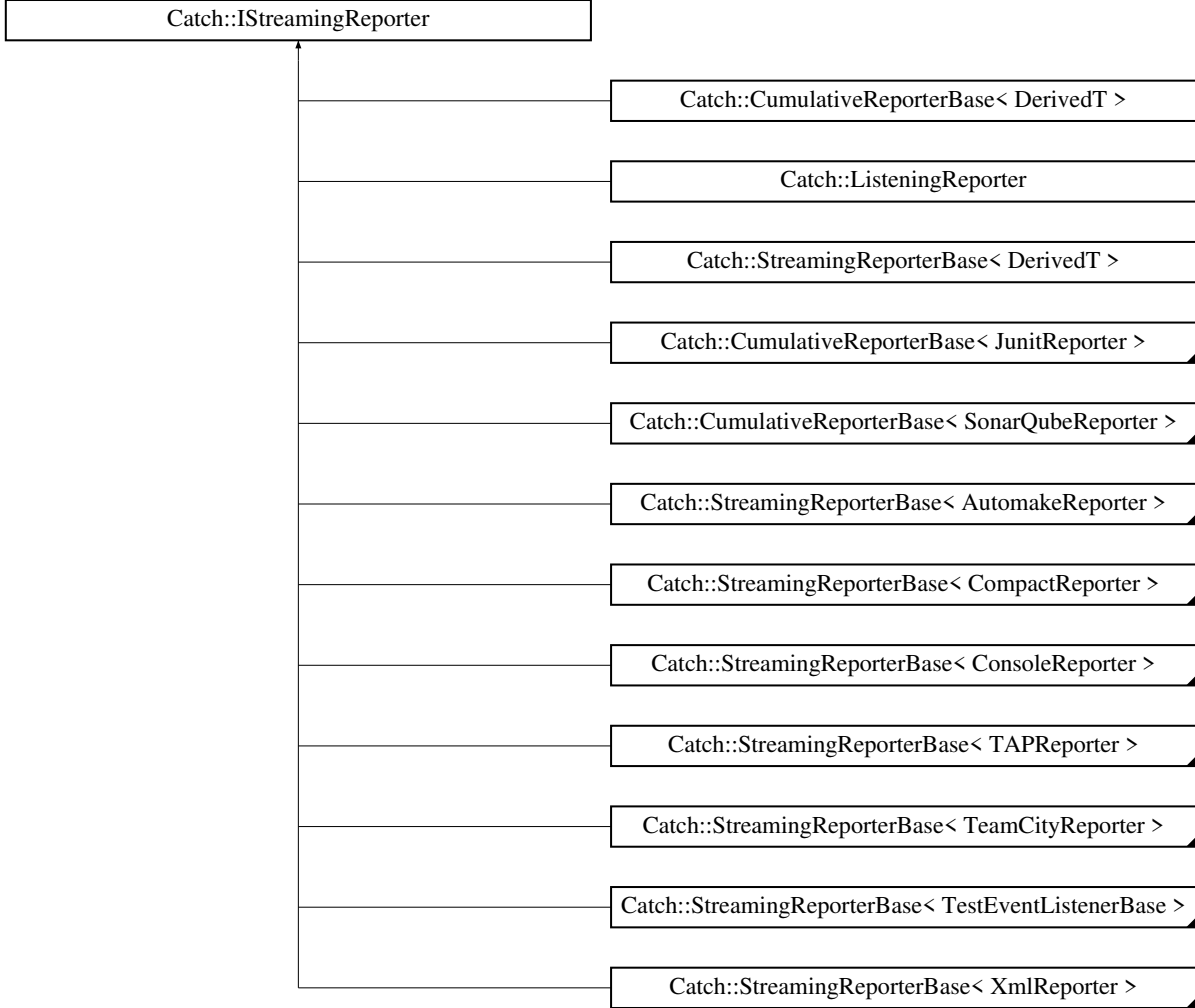 Catch::IStreamingReporter
Catch::CumulativeReporterBase< DerivedT >
Catch::ListeningReporter
Catch::StreamingReporterBase< DerivedT >
Catch::CumulativeReporterBase< JunitReporter >
Catch::CumulativeReporterBase< SonarQubeReporter >
Catch::StreamingReporterBase< AutomakeReporter >
Catch::StreamingReporterBase< CompactReporter >
Catch::StreamingReporterBase< ConsoleReporter >
Catch::StreamingReporterBase< TAPReporter >
Catch::StreamingReporterBase< TeamCityReporter >
Catch::StreamingReporterBase< TestEventListenerBase >
Catch::StreamingReporterBase< XmlReporter >